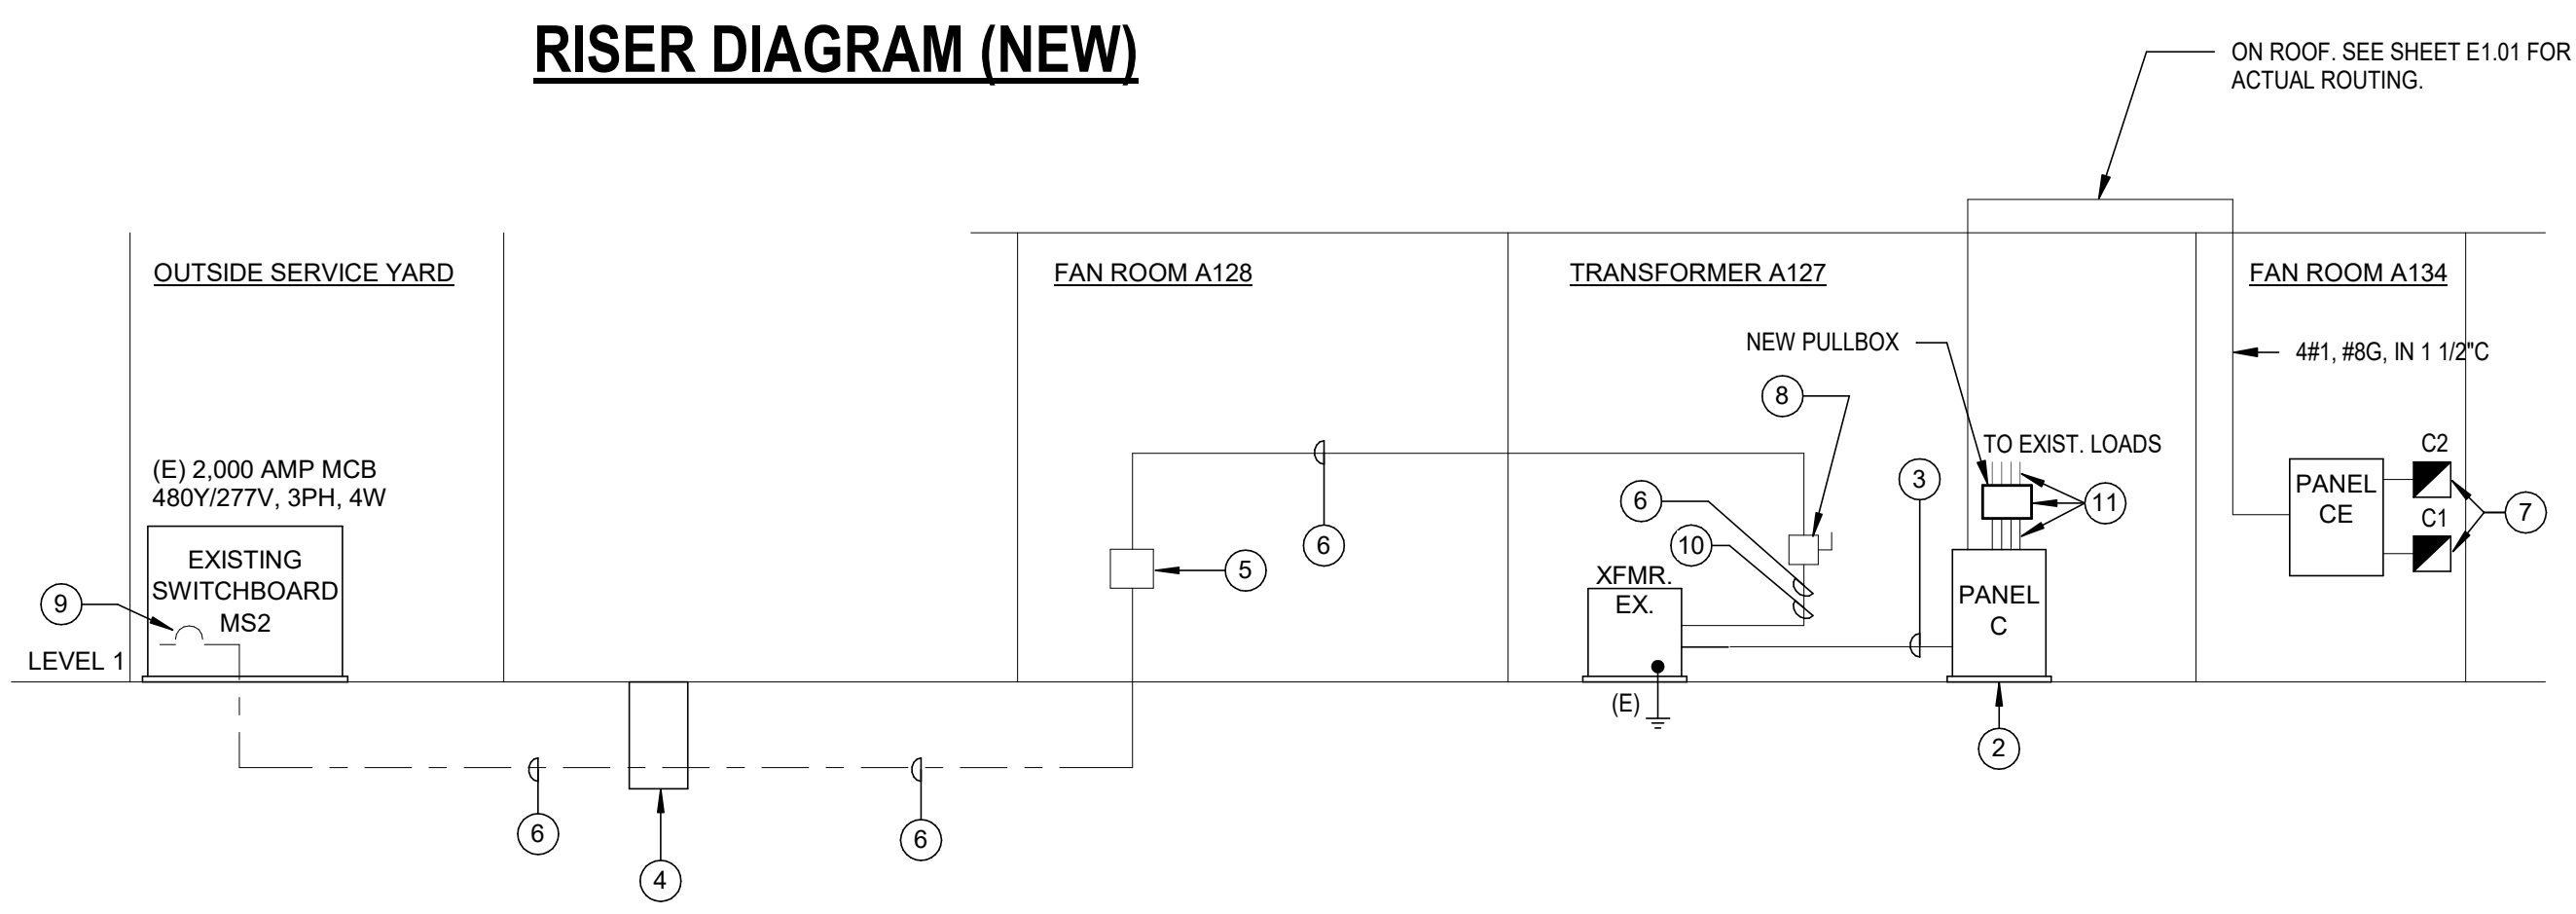 RISER DIAGRAM (NEW)
ON ROOF. SEE SHEET E1.01 FOR
ACTUAL ROUTING.
OUTSIDE SERVICE YARD
FAN ROOM A128
TRANSFORMER A127
FAN ROOM A134
NEW PULLBOX
4#1, #8G, IN 1 1/2"C
8
TO EXIST. LOADS
C2
(E) 2,000 AMP MCB
480Y/277V, 3PH, 4W
3
6
11
PANEL
CE
C1
7
10
6
5
EXISTING
SWITCHBOARD
MS2
9
XFMR.
EX.
PANEL
C
LEVEL 1
(E)
2
6
6
4